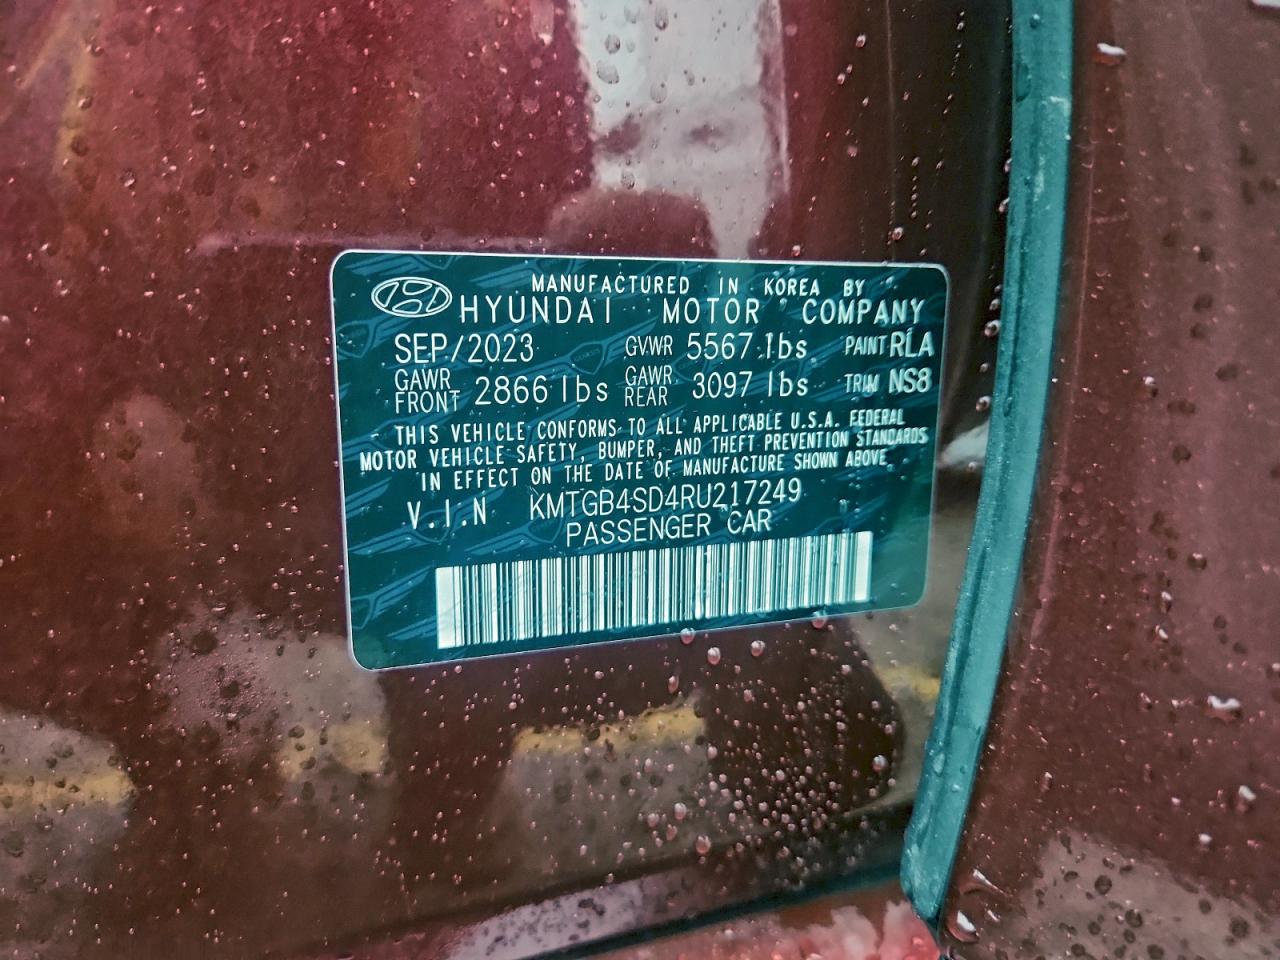 MANUFACTURED IN KOREA BY
HYUNDAI MOTOR COMPANY
SEP/2023 GVWR 5567 lbs PAINT RLA
GAWR FRONT 2866 lbs GAWR REAR 3097 lbs TRIM NS8
THIS VEHICLE CONFORMS TO ALL APPLICABLE U.S.A. FEDERAL
MOTOR VEHICLE SAFETY, BUMPER, AND THEFT PREVENTION STANDARDS
IN EFFECT ON THE DATE OF MANUFACTURE SHOWN ABOVE.
V.I.N KMTGB4SD4RU217249
PASSENGER CAR